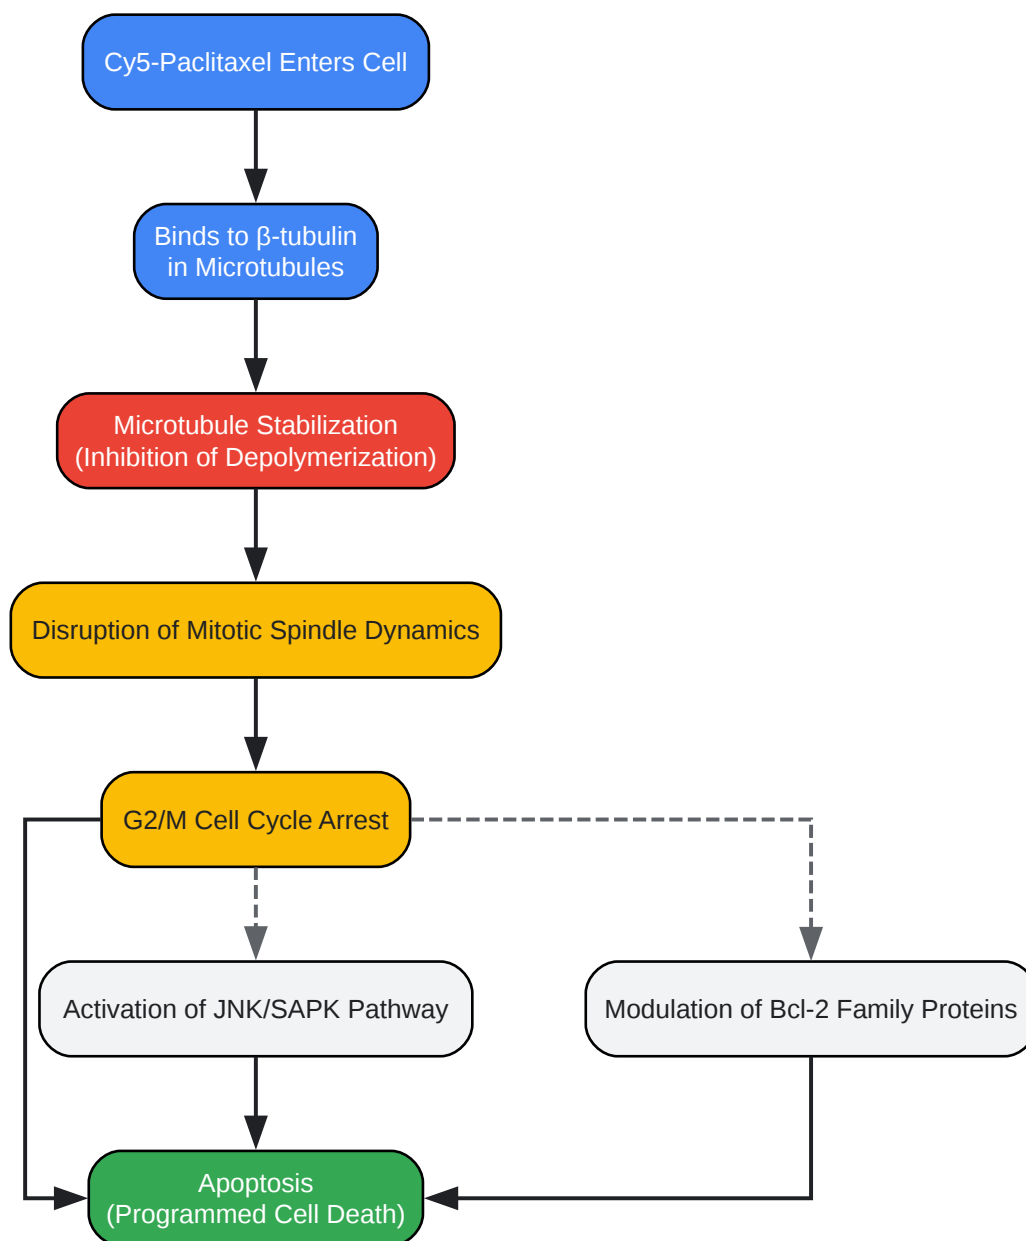 Cy5-Paclitaxel Enters Cell
Binds to β-tubulin
in Microtubules
Microtubule Stabilization
(Inhibition of Depolymerization)
Disruption of Mitotic Spindle Dynamics
G2/M Cell Cycle Arrest
Activation of JNK/SAPK Pathway
Modulation of Bcl-2 Family Proteins
Apoptosis
(Programmed Cell Death)